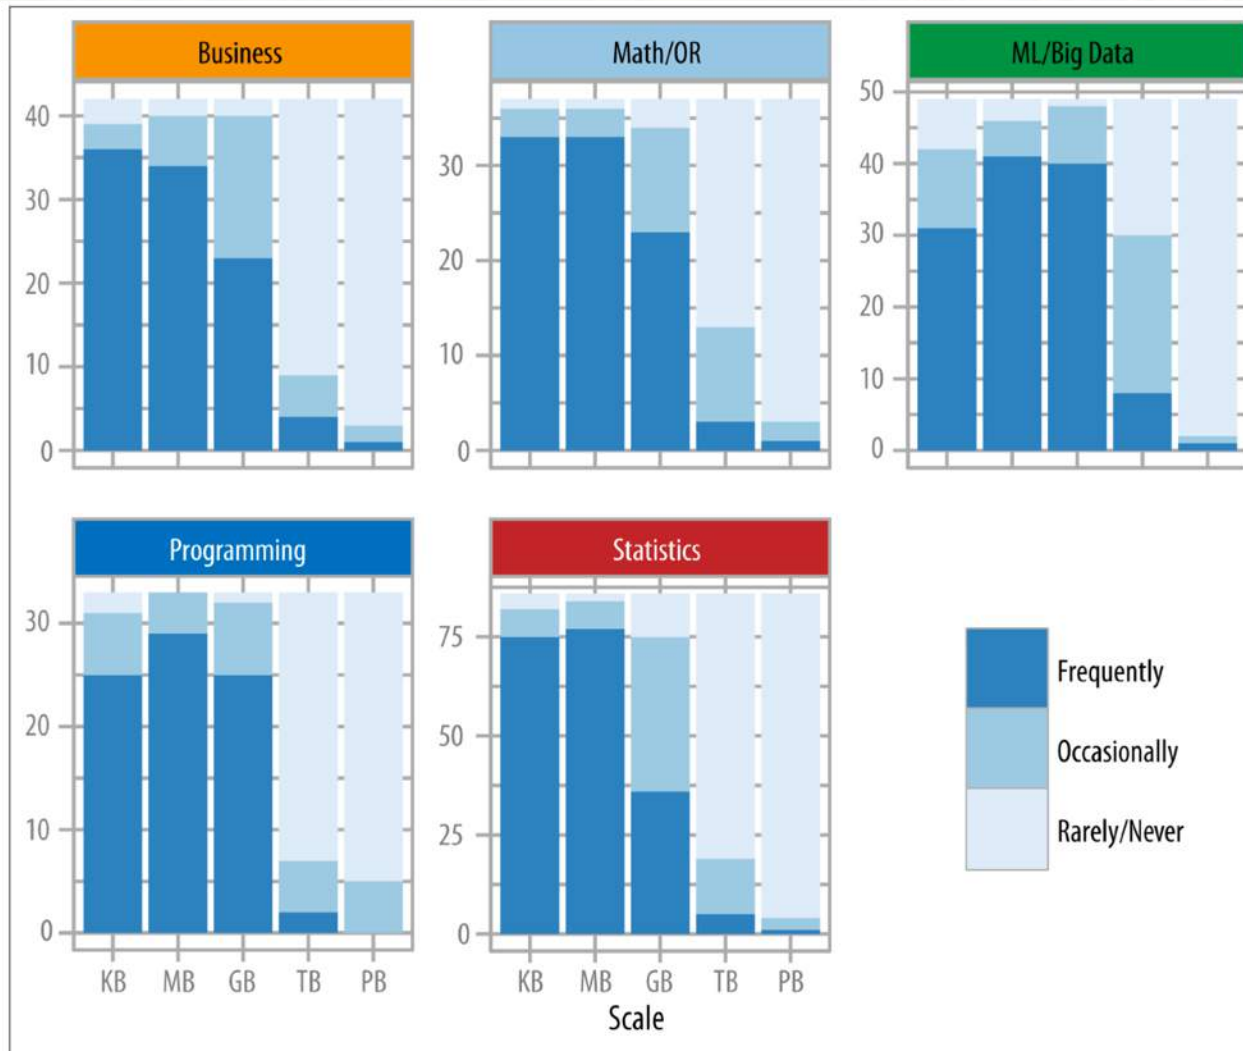 Business
Math/OR
ML/Big Data
40
30
20
10
0
30
20
10
0
50
40
30
20
10
0
Programming
Statistics
30
20
10
0
75
50
25
0
Frequently
Occasionally
Rarely/Never
KB MB GB TB PB
KB MB GB TB PB
Scale